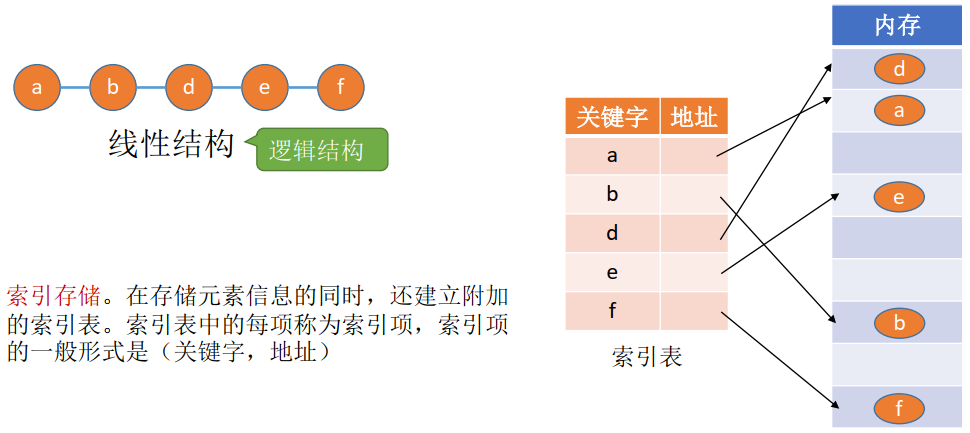 a b d e f
线性结构
逻辑结构
索引存储。在存储元素信息的同时，还建立附加
的索引表。索引表中的每项称为索引项，索引项
的一般形式是（关键字，地址）
关键字 地址
a
b
d
e
f
索引表
内存
d
a
e
b
f